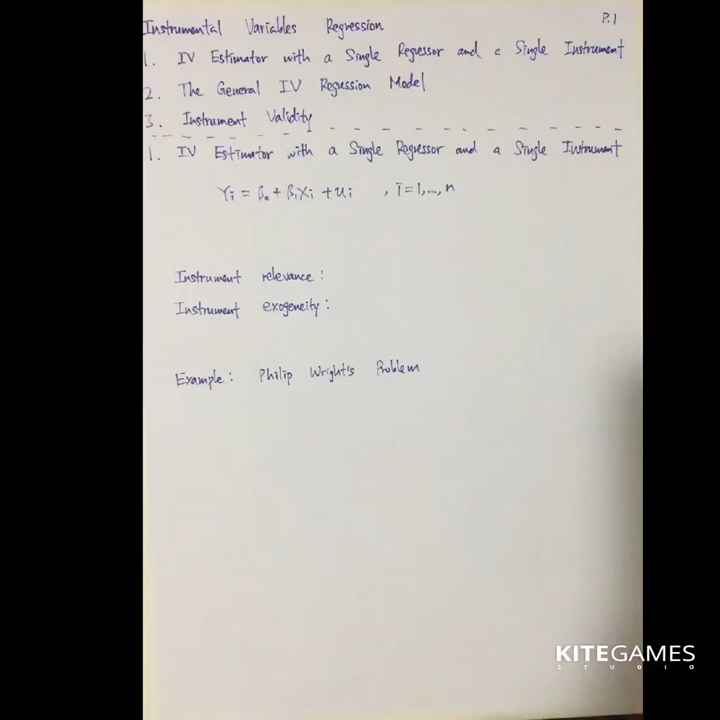 Instrumental Variables Regression P.1
1. IV Estimator with a Single Regressor and a Single Instrument
2. The General IV Regression Model
3. Instrument Validity
1. IV Estimator with a Single Regressor and a Single Instrument
Yi = β₀ + β₁Xi + ui , i=1,...,n
Instrument relevance:
Instrument exogeneity:
Example: Philip Wright's Problem
KITEGAMES
STUDIO